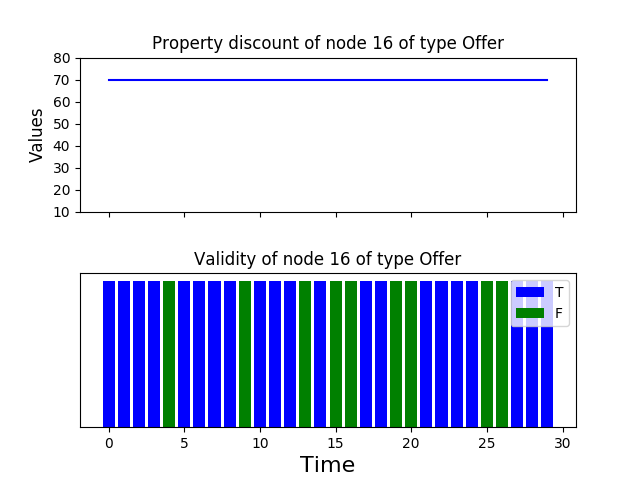 Property discount of node 16 of type Offer
80
70
60
50
40
30
20
10
Values
Validity of node 16 of type Offer
T
F
0 5 10 15 20 25 30
Time